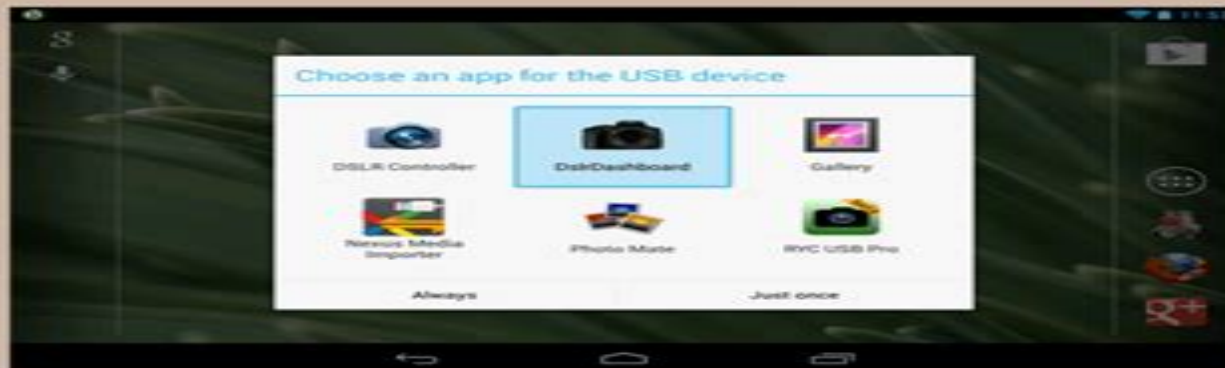 Choose an app for the USB device
DSLR Controller
DslrDashboard
Gallery
Nexus Media
Importer
Photo Mate
RYC USB Pro
Always
Just once